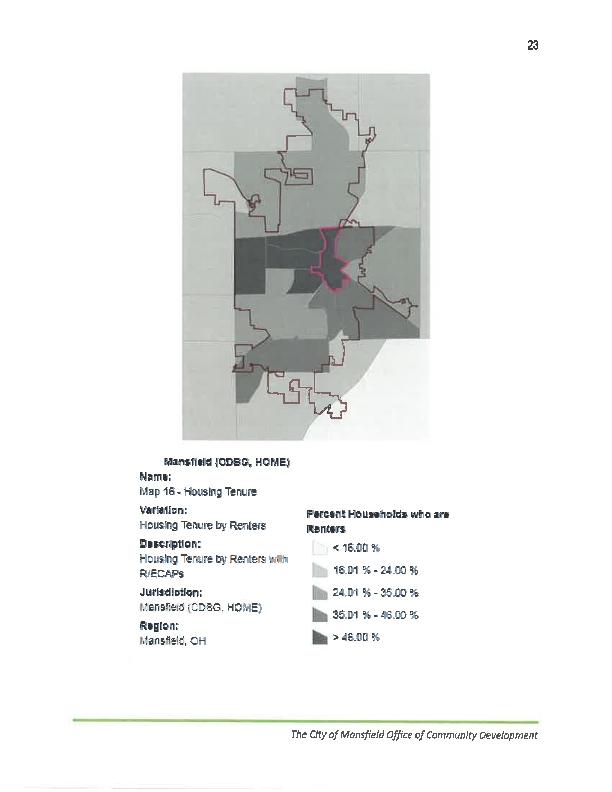 23
Mansfield (CDBG, HOME)
Name:
Map 16 - Housing Tenure
Variation:
Housing Tenure by Renters
Description:
Housing Tenure by Renters with
R/ECAPs
Jurisdiction:
Mansfield (CDBG, HOME)
Region:
Mansfield, OH
Percent Households who are
Renters
< 16.00 %
16.01 % - 24.00 %
24.01 % - 35.00 %
35.01 % - 46.00 %
> 46.00 %
The City of Mansfield Office of Community Development